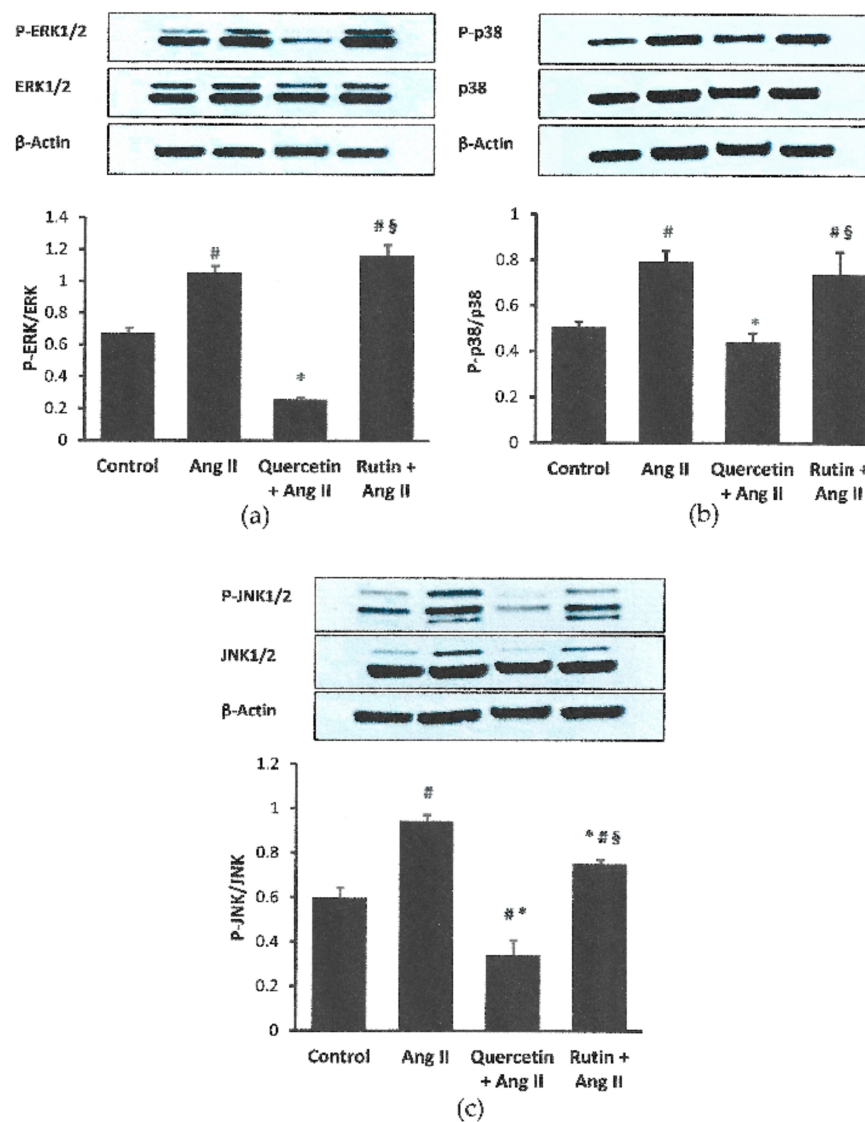 P-ERK1/2
ERK1/2
β-Actin
1.4
1.2
1
0.8
0.6
0.4
0.2
0
P-ERK/ERK
#
*
# §
Control Ang II Quercetin + Ang II Rutin + Ang II
(a)
P-p38
p38
β-Actin
1
0.8
0.6
0.4
0.2
0
P-p38/p38
#
*
# §
Control Ang II Quercetin + Ang II Rutin + Ang II
(b)
P-JNK1/2
JNK1/2
β-Actin
1.2
1
0.8
0.6
0.4
0.2
0
P-JNK/JNK
#
# *
* # §
Control Ang II Quercetin + Ang II Rutin + Ang II
(c)